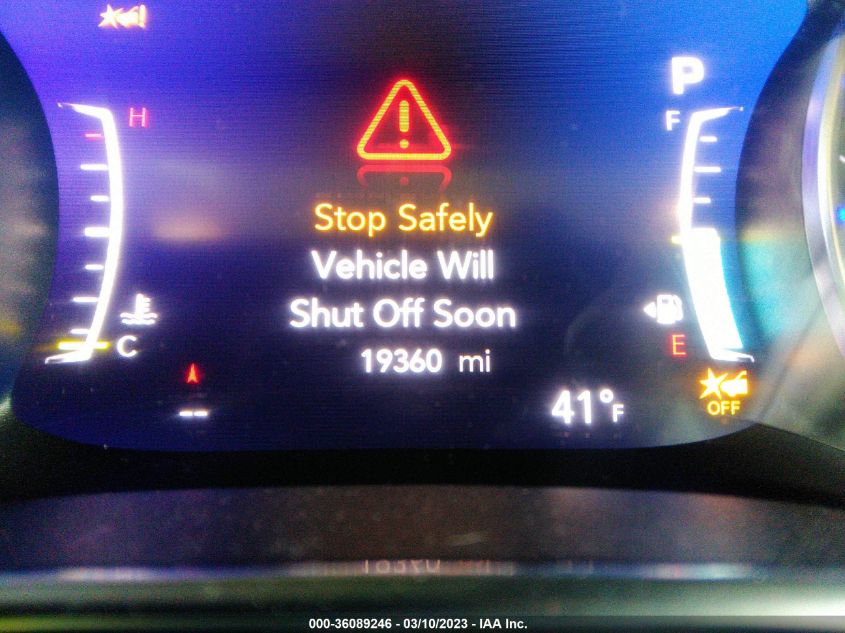 P
H
F
Stop Safely
Vehicle Will
Shut Off Soon
C
19360 mi
E
--
41°F
OFF
000-36089246 - 03/10/2023 - IAA Inc.